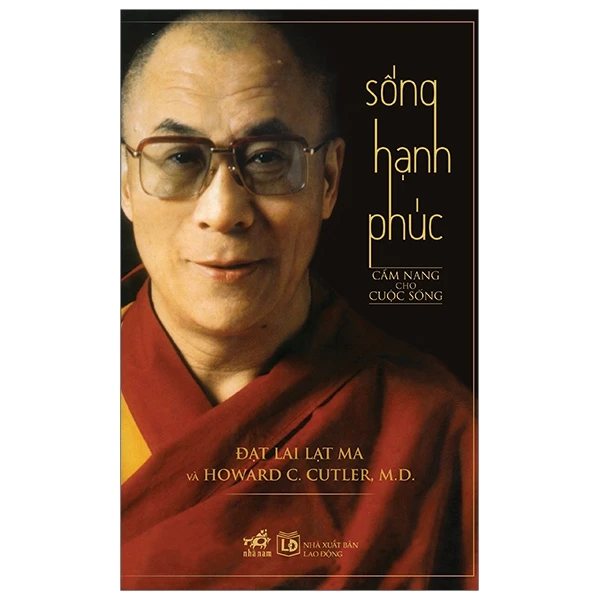 sống
hạnh
phúc
CẨM NANG
CHO
CUỘC SỐNG
ĐẠT LAI LẠT MA
và HOWARD C. CUTLER, M.D.
nhã nam
LĐ
NHÀ XUẤT BẢN
LAO ĐỘNG